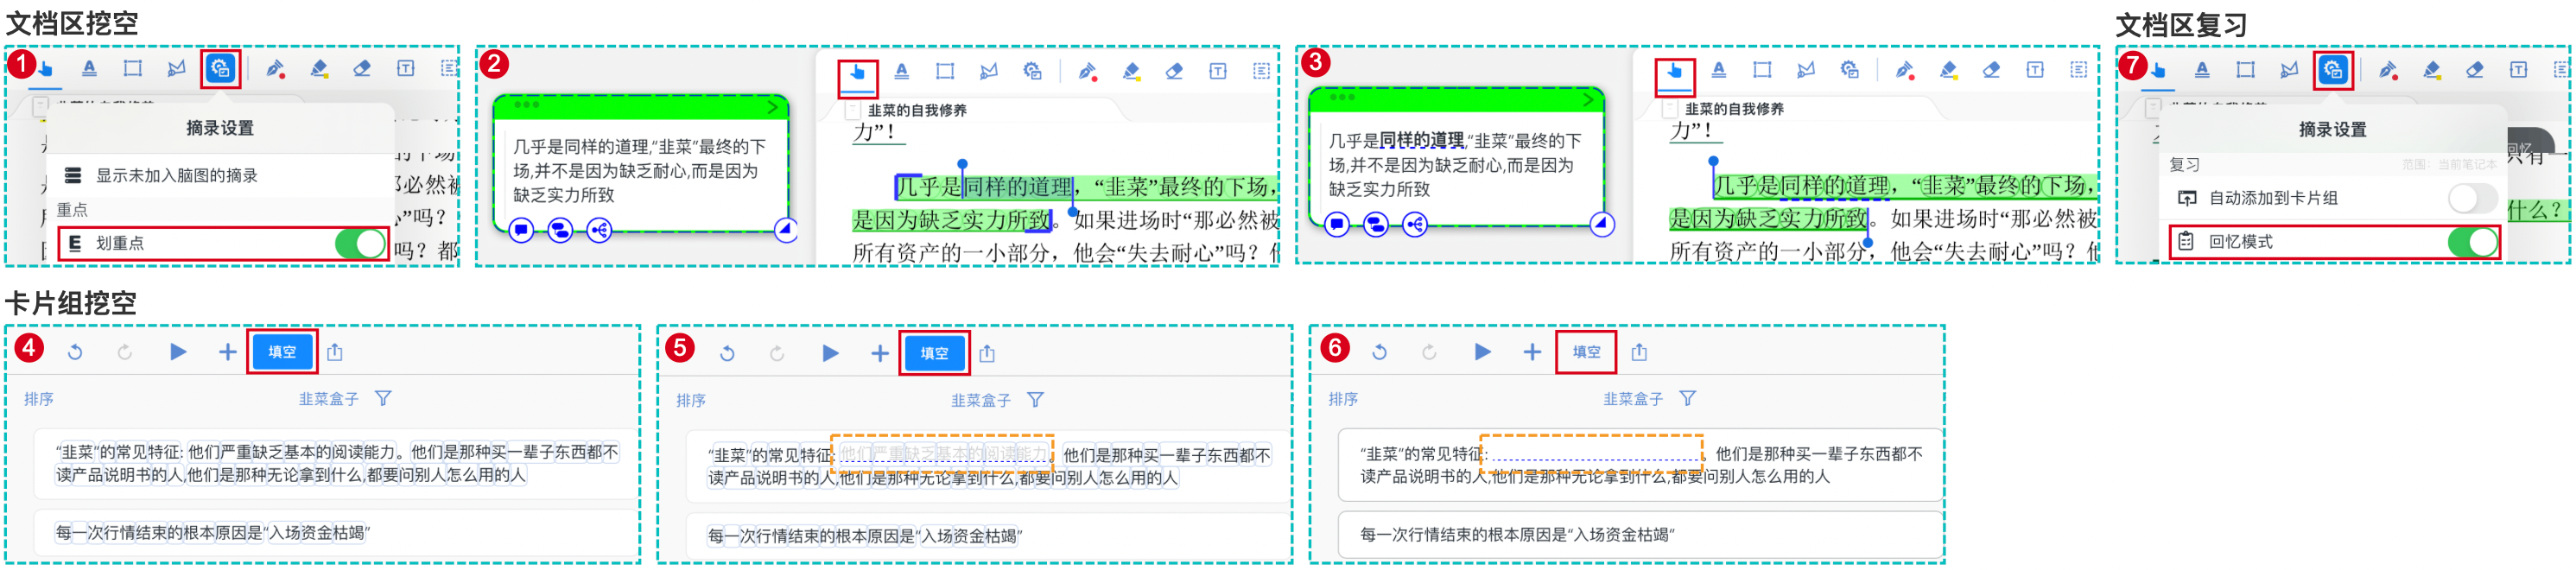 文档区挖空
1
韭菜的自我修养
摘录设置
显示未加入脑图的摘录
重点
划重点
2
几乎是同样的道理,“韭菜”最终的下
场,并不是因为缺乏耐心,而是因为
缺乏实力所致
韭菜的自我修养
力”!
几乎是同样的道理，“韭菜”最终的下场，
是因为缺乏实力所致。如果进场时“那必然被
所有资产的一小部分，他会“失去耐心”吗？
3
几乎是同样的道理,“韭菜”最终的下
场,并不是因为缺乏耐心,而是因为
缺乏实力所致
韭菜的自我修养
力”!
几乎是同样的道理，“韭菜”最终的下场，
是因为缺乏实力所致。如果进场时“那必然被
所有资产的一小部分，他会“失去耐心”吗？
文档区复习
7
摘录设置
复习
范围：当前笔记本
自动添加到卡片组
回忆模式
回忆
只有一
什么？
卡片组挖空
4
填空
排序
韭菜盒子
“韭菜”的常见特征: 他们严重缺乏基本的阅读能力。他们是那种买一辈子东西都不
读产品说明书的人,他们是那种无论拿到什么,都要问别人怎么用的人
每一次行情结束的根本原因是“入场资金枯竭”
5
填空
排序
韭菜盒子
“韭菜”的常见特征: 他们严重缺乏基本的阅读能力。他们是那种买一辈子东西都不
读产品说明书的人,他们是那种无论拿到什么,都要问别人怎么用的人
每一次行情结束的根本原因是“入场资金枯竭”
6
填空
排序
韭菜盒子
“韭菜”的常见特征: 。他们是那种买一辈子东西都不
读产品说明书的人,他们是那种无论拿到什么,都要问别人怎么用的人
每一次行情结束的根本原因是“入场资金枯竭”